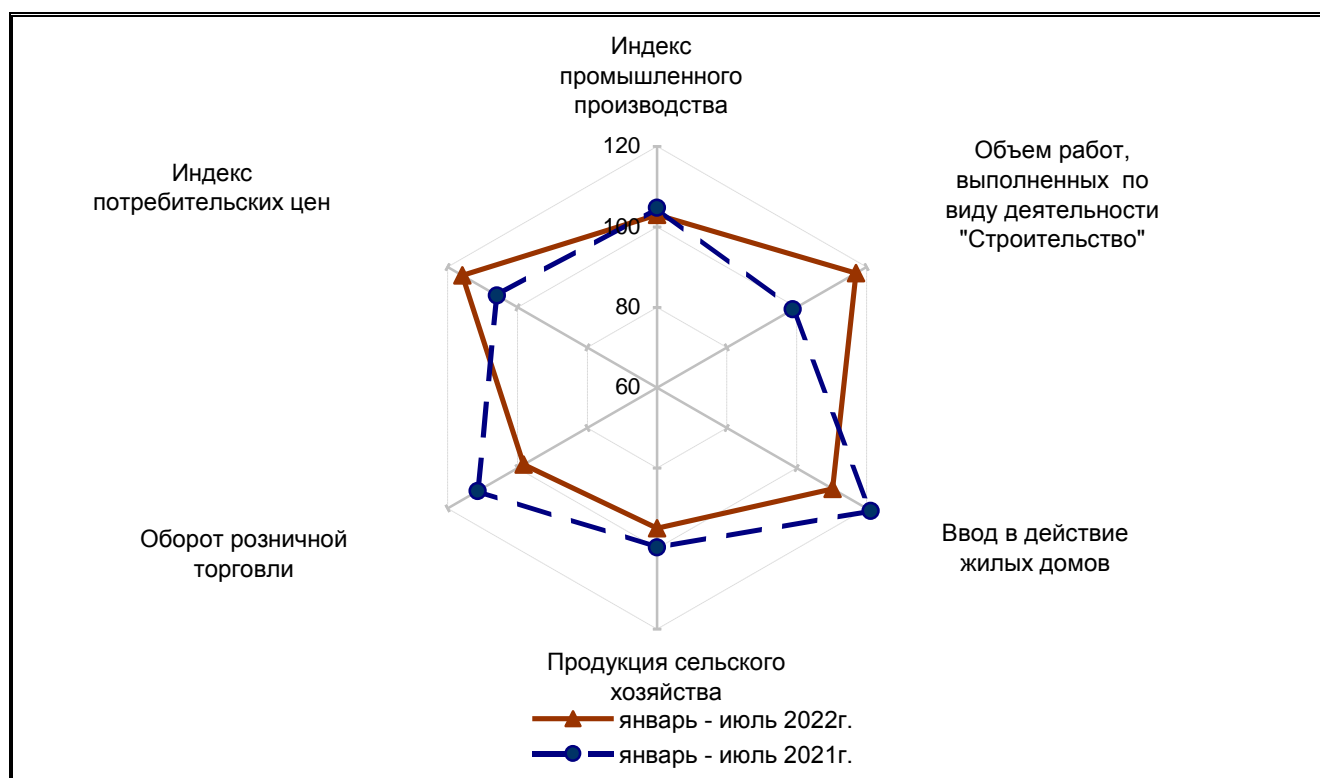 Индекс
промышленного
производства
Объем работ,
выполненных по
виду деятельности
"Строительство"
Индекс
потребительских цен
120
100
80
60
Ввод в действие
жилых домов
Оборот розничной
торговли
Продукция сельского
хозяйства
январь - июль 2022г.
январь - июль 2021г.